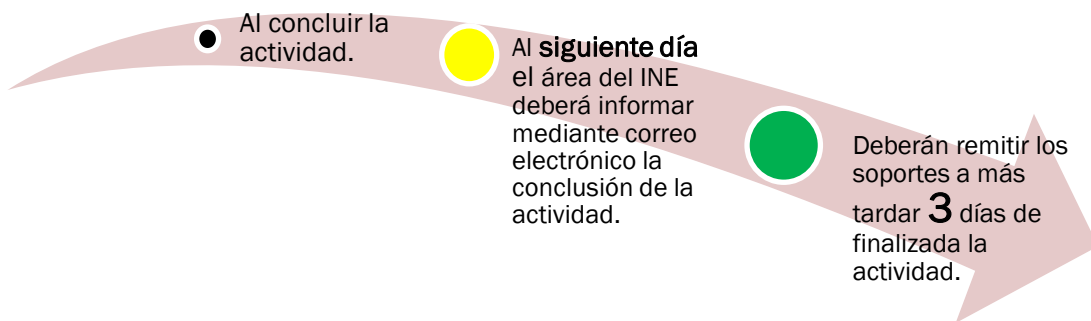 Al concluir la
actividad.
Al siguiente día
el área del INE
deberá informar
mediante correo
electrónico la
conclusión de la
actividad.
Deberán remitir los
soportes a más
tardar 3 días de
finalizada la
actividad.